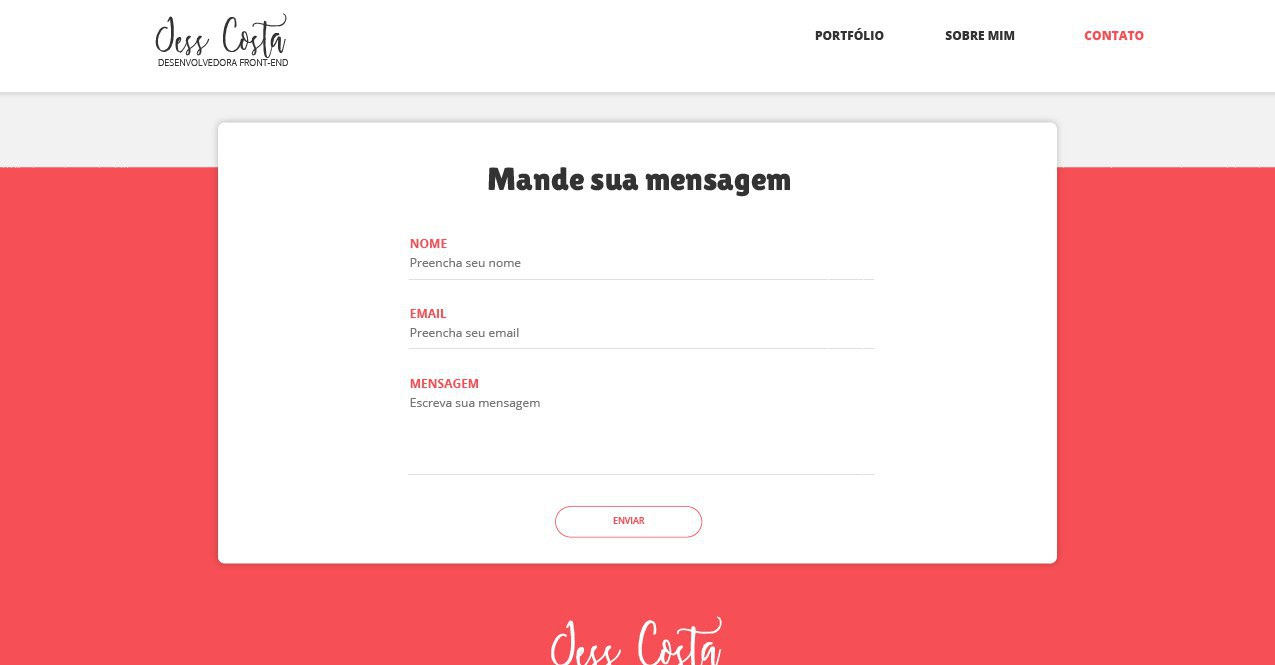 Jess Costa
DESENVOLVEDORA FRONT-END
PORTFÓLIO SOBRE MIM CONTATO
Mande sua mensagem
NOME
Preencha seu nome
EMAIL
Preencha seu email
MENSAGEM
Escreva sua mensagem
ENVIAR
Jess Costa